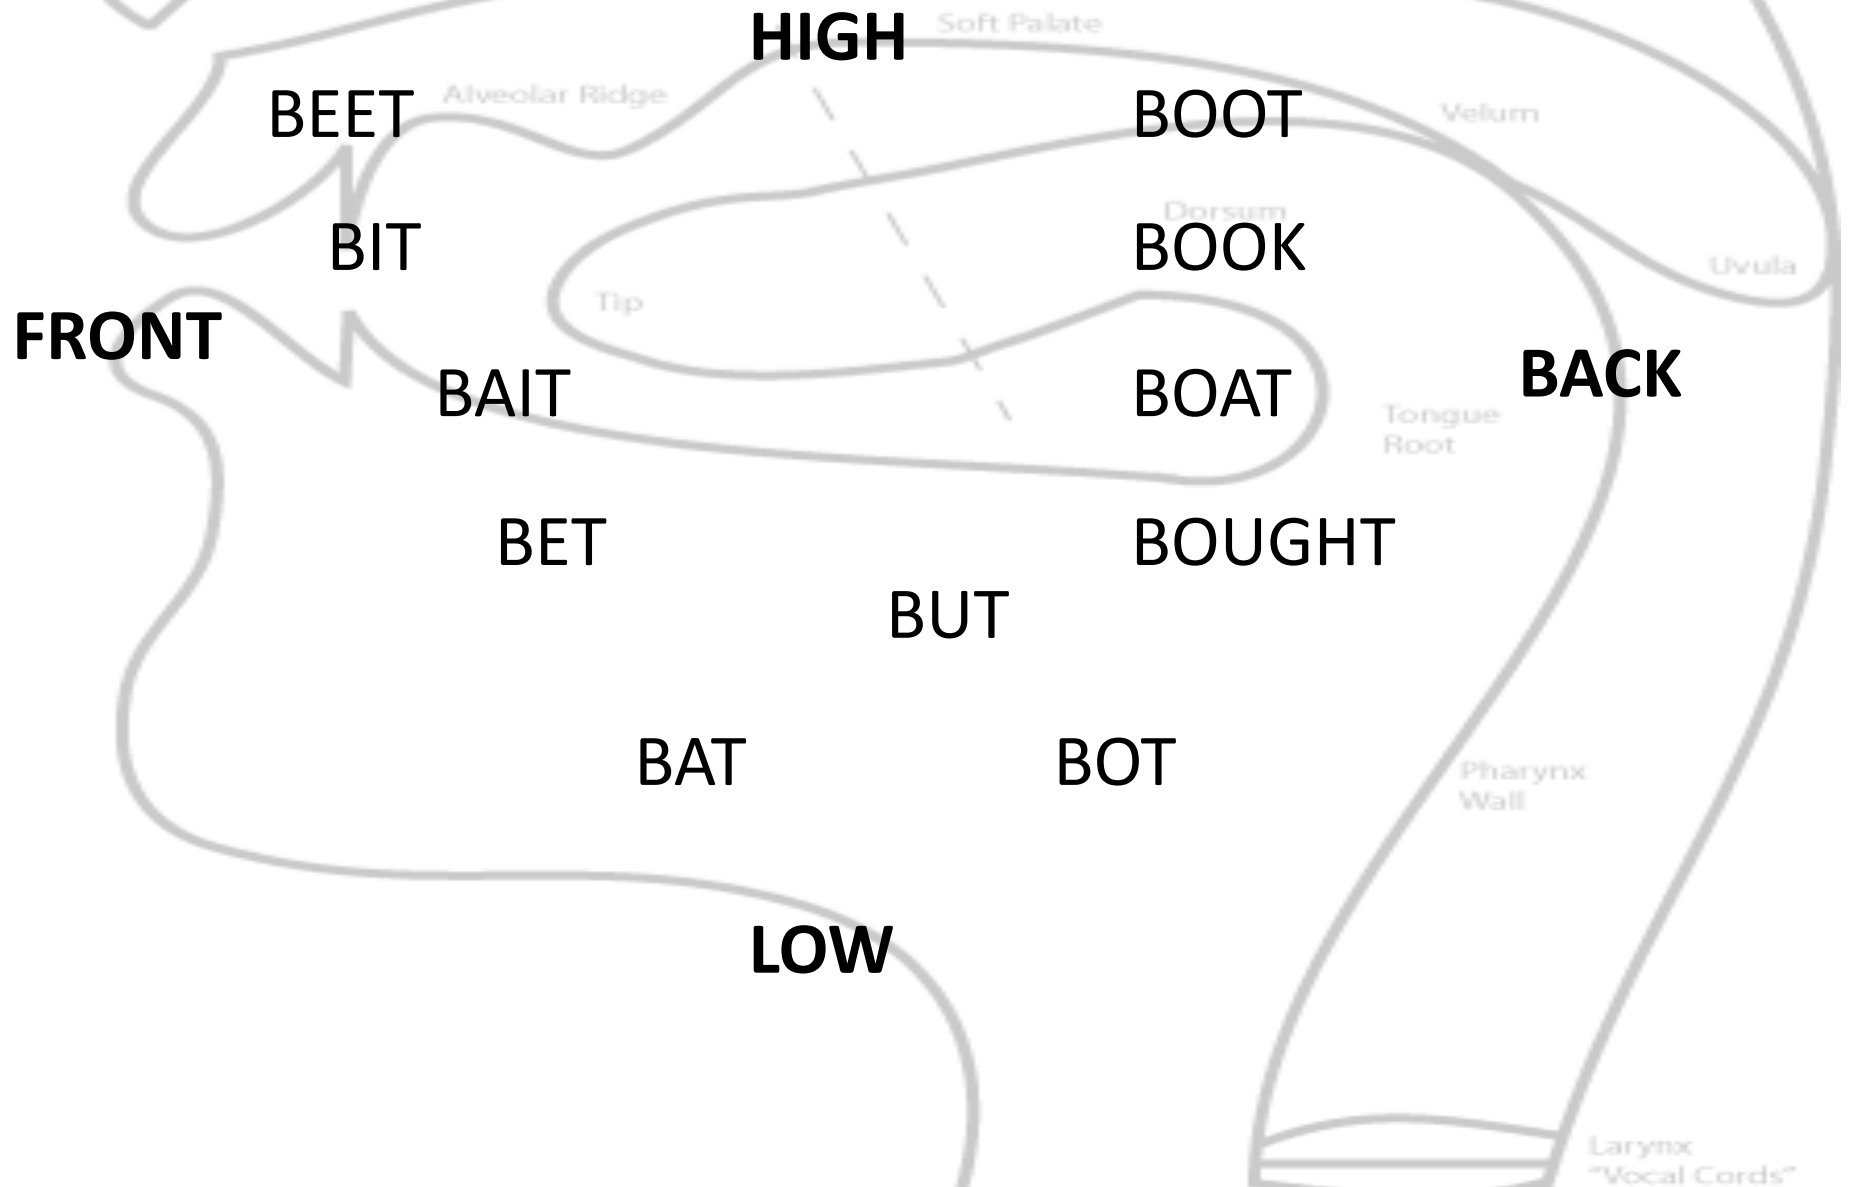 HIGH
Soft Palate
BEET
Alveolar Ridge
BOOT
Velum
Dorsum
BIT
BOOK
Uvula
Tip
FRONT
BACK
BAIT
BOAT
Tongue
Root
BET
BOUGHT
BUT
BAT
BOT
Pharynx
Wall
LOW
Larynx
“Vocal Cords”